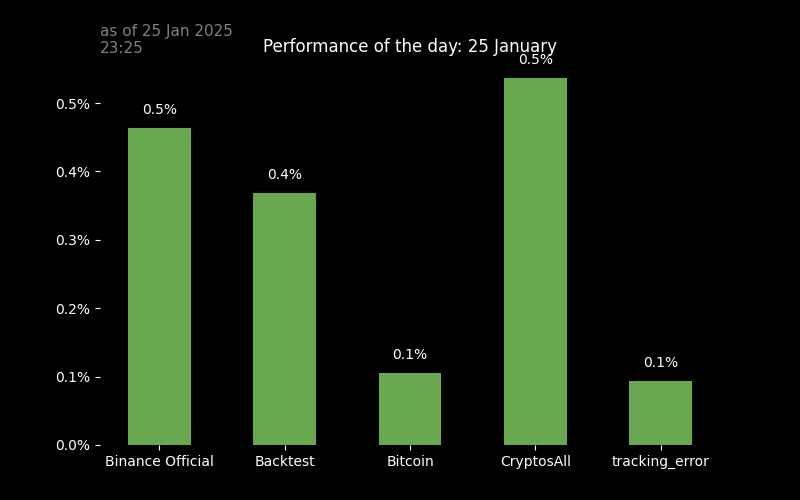 as of 25 Jan 2025
23:25
Performance of the day: 25 January
0.5%
0.5%
0.4%
0.1%
0.1%
0.5%
0.4%
0.3%
0.2%
0.1%
0.0%
Binance Official
Backtest
Bitcoin
CryptosAll
tracking_error